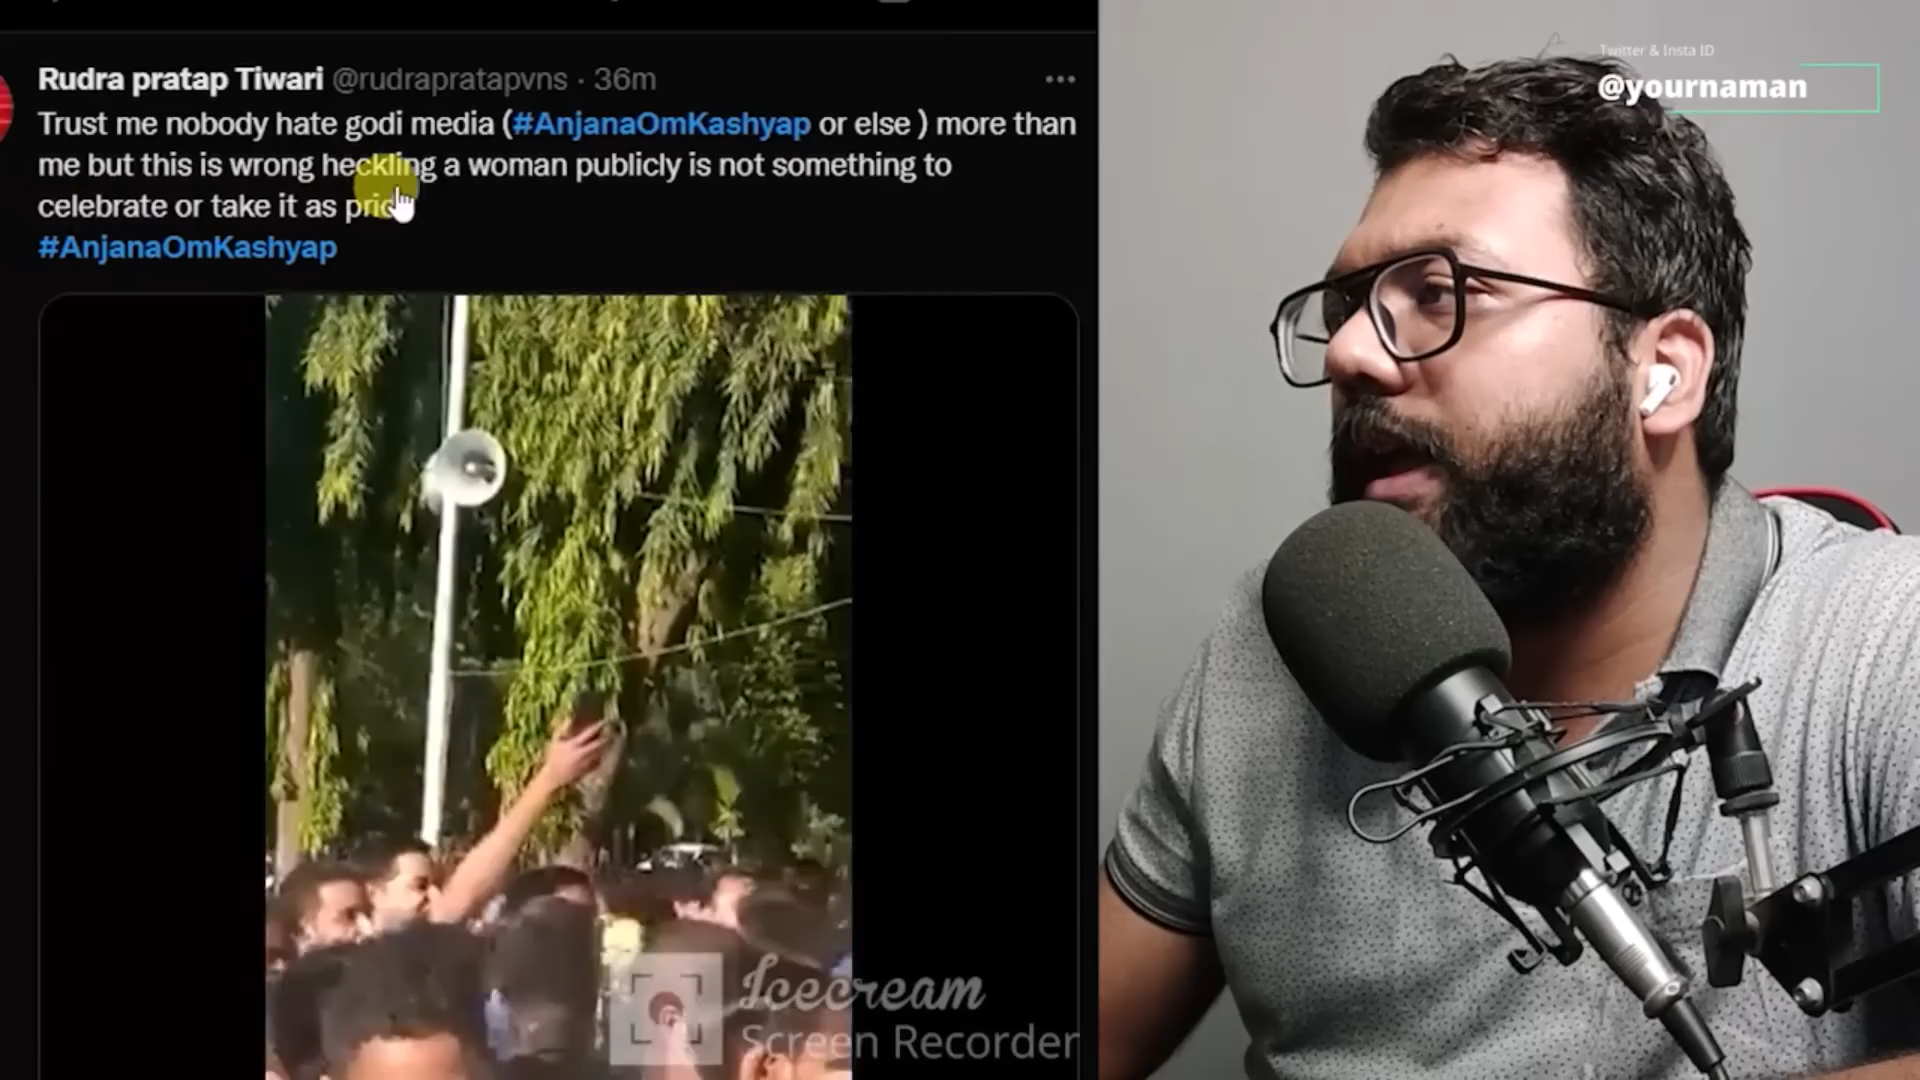 Rudra pratap Tiwari @rudrapratapvns · 36m
Trust me nobody hate godi media (#AnjanaOmKashyap or else ) more than
me but this is wrong heckling a woman publicly is not something to
celebrate or take it as
#AnjanaOmKashyap
Twitter & Insta ID
@yournaman
Icecream
Screen Recorder